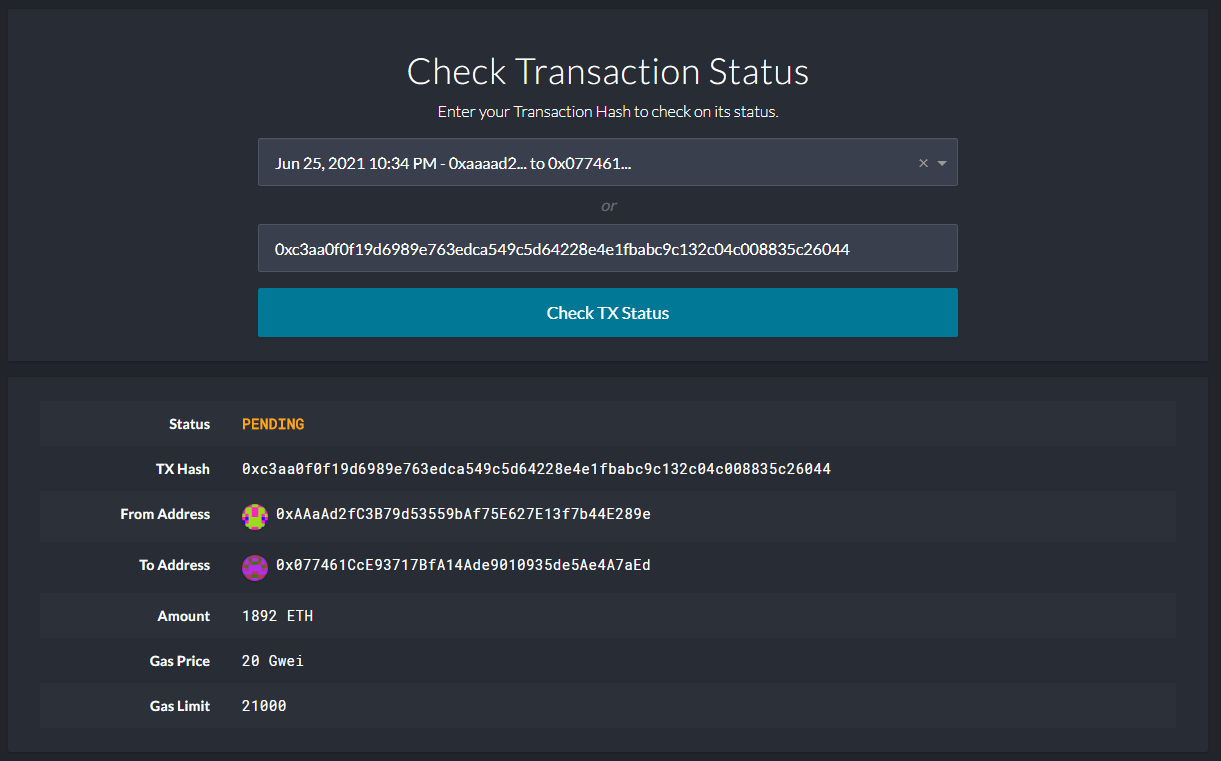 Check Transaction Status
Enter your Transaction Hash to check on its status.
Jun 25, 2021 10:34 PM - 0xaaaad2... to 0x077461...
or
0xc3aa0f0f19d6989e763edca549c5d64228e4e1fbabc9c132c04c008835c26044
Check TX Status
Status PENDING
TX Hash 0xc3aa0f0f19d6989e763edca549c5d64228e4e1fbabc9c132c04c008835c26044
From Address 0xAAaAd2fC3B79d53559bAf75E627E13f7b44E289e
To Address 0x077461CcE93717BfA14Ade9010935de5Ae4A7aEd
Amount 1892 ETH
Gas Price 20 Gwei
Gas Limit 21000